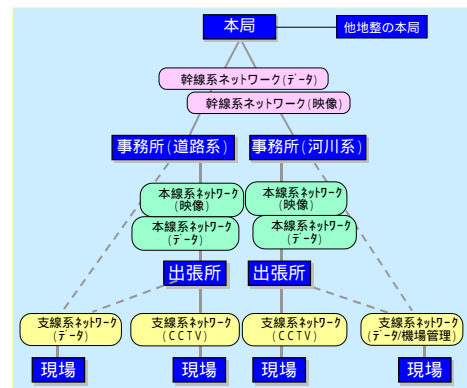 本局
他地整の本局
幹線系ネットワーク(データ)
幹線系ネットワーク(映像)
事務所(道路系)
事務所(河川系)
本線系ネットワーク
(映像)
本線系ネットワーク
(映像)
本線系ネットワーク
(データ)
本線系ネットワーク
(データ)
出張所
出張所
支線系ネットワーク
(データ)
支線系ネットワーク
(CCTV)
支線系ネットワーク
(CCTV)
支線系ネットワーク
(データ/機場管理)
現場
現場
現場
現場